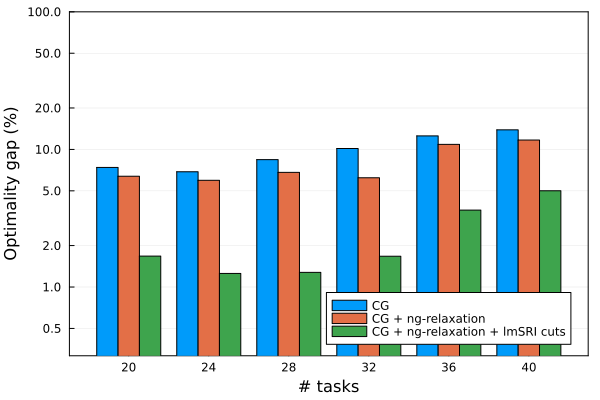 100.0
50.0
20.0
10.0
5.0
2.0
1.0
0.5
Optimality gap (%)
CG
CG + ng-relaxation
CG + ng-relaxation + lmSRI cuts
20 24 28 32 36 40
# tasks